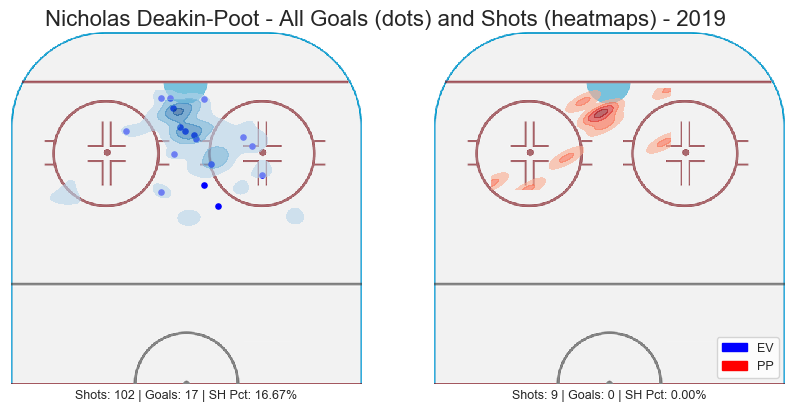 Nicholas Deakin-Poot - All Goals (dots) and Shots (heatmaps) - 2019
EV
PP
Shots: 102 | Goals: 17 | SH Pct: 16.67%
Shots: 9 | Goals: 0 | SH Pct: 0.00%